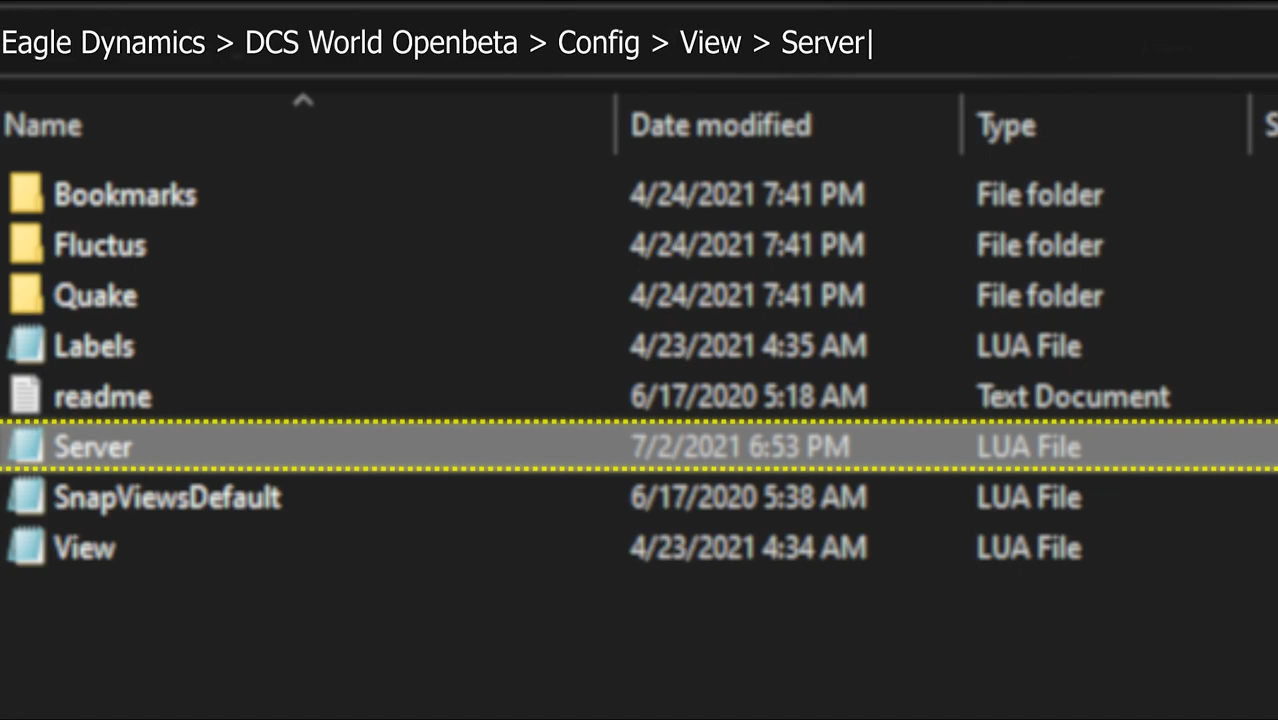 Eagle Dynamics > DCS World Openbeta > Config > View > Server|
Name Date modified Type S
Bookmarks 4/24/2021 7:41 PM File folder
Fluctus 4/24/2021 7:41 PM File folder
Quake 4/24/2021 7:41 PM File folder
Labels 4/23/2021 4:35 AM LUA File
readme 6/17/2020 5:18 AM Text Document
Server 7/2/2021 6:53 PM LUA File
SnapViewsDefault 6/17/2020 5:38 AM LUA File
View 4/23/2021 4:34 AM LUA File